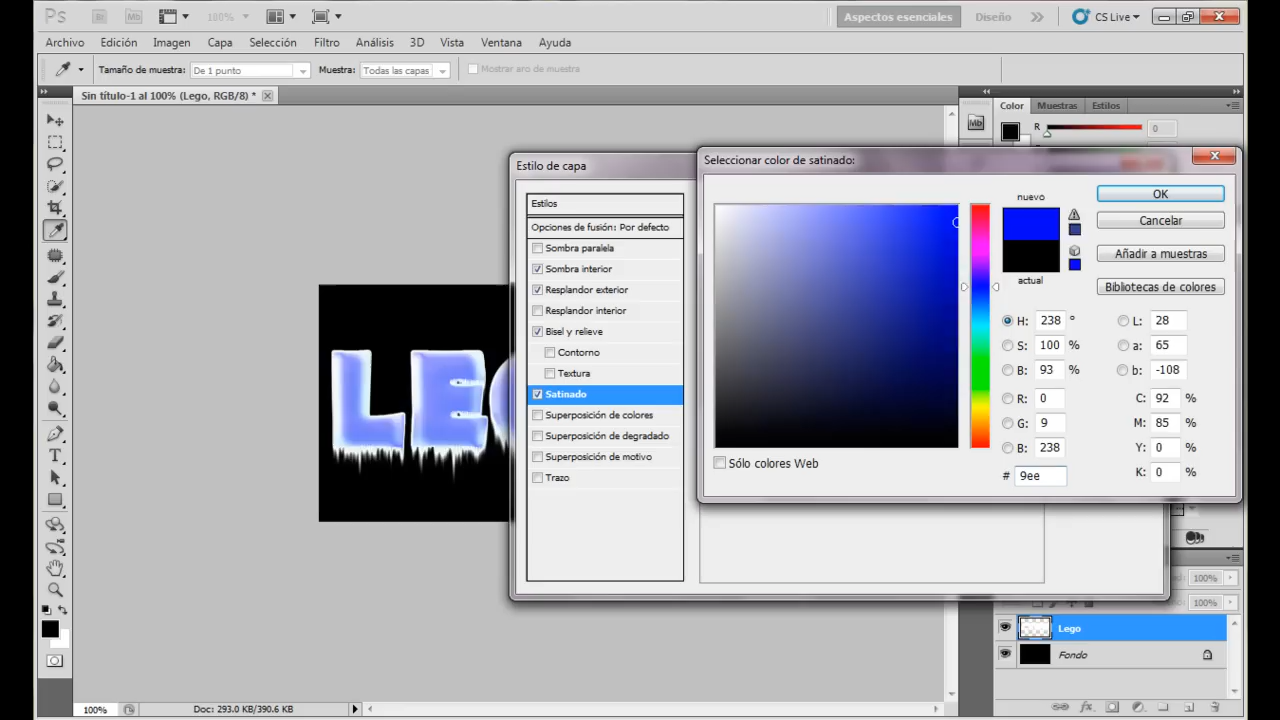 Ps Br Mb 100% Aspectos esenciales Diseño CS Live
Archivo Edición Imagen Capa Selección Filtro Análisis 3D Vista Ventana Ayuda
Tamaño de muestra: De 1 punto Muestra: Todas las capas Mostrar aro de muestra
Sin título-1 al 100% (Lego, RGB/8) *
Color Muestras Estilos
Mb
R 0
Estilo de capa
Estilos
Opciones de fusión: Por defecto
Sombra paralela
Sombra interior
Resplandor exterior
Resplandor interior
Bisel y relieve
Contorno
Textura
Satinado
Superposición de colores
Superposición de degradado
Superposición de motivo
Trazo
Seleccionar color de satinado:
nuevo
actual
OK
Cancelar
Añadir a muestras
Bibliotecas de colores
H: 238 °
S: 100 %
B: 93 %
R: 0
G: 9
B: 238
# 9ee
L: 28
a: 65
b: -108
C: 92 %
M: 85 %
Y: 0 %
K: 0 %
Sólo colores Web
LEG
T
100%
100%
Lego
Fondo
fx
100% Doc: 293.0 KB/390.6 KB